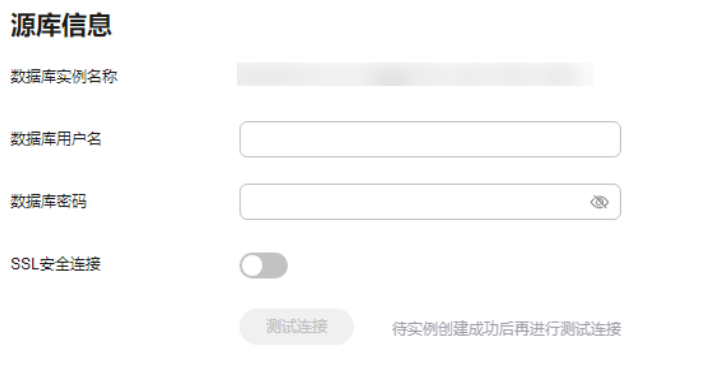 源库信息
数据库实例名称
数据库用户名
数据库密码
SSL安全连接
测试连接 待实例创建成功后再进行测试连接